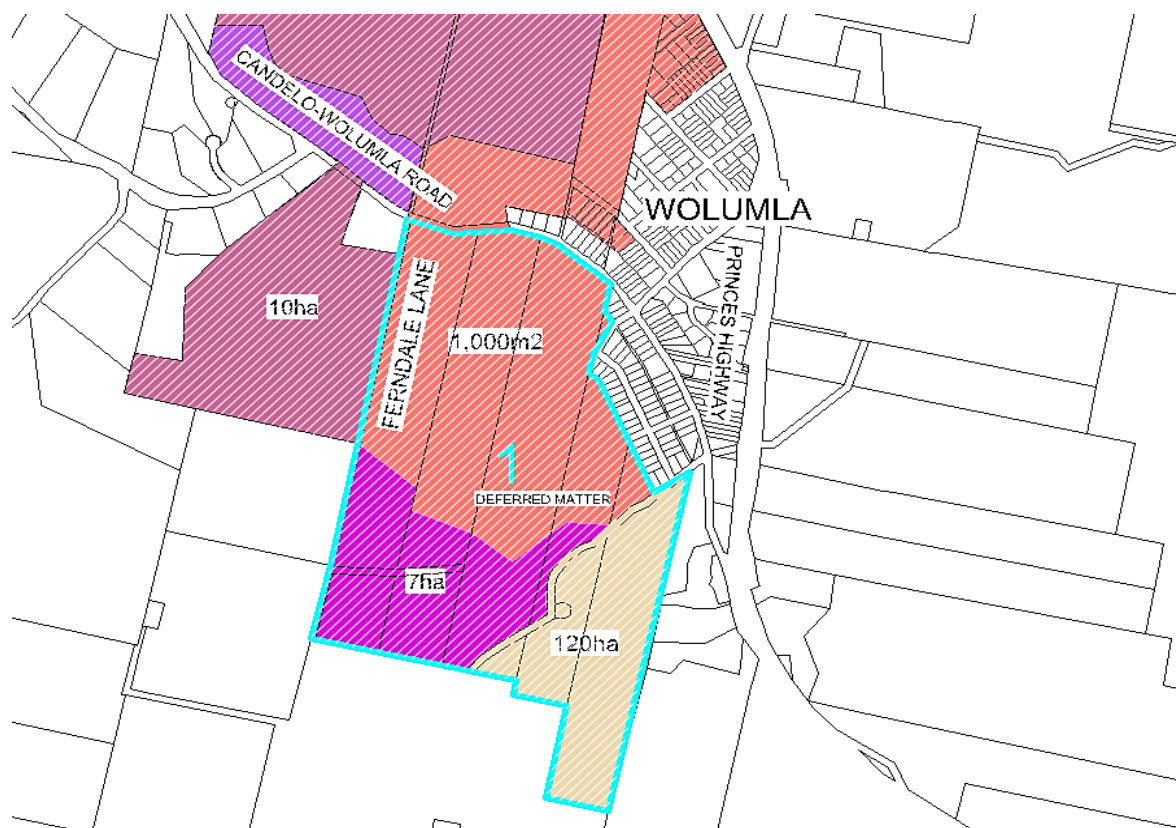 CANDELO-WOLUMLA ROAD
WOLUMLA
PRINCES HIGHWAY
10ha
FERNDALE LANE
1,000m2
1
DEFERRED MATTER
7ha
120ha